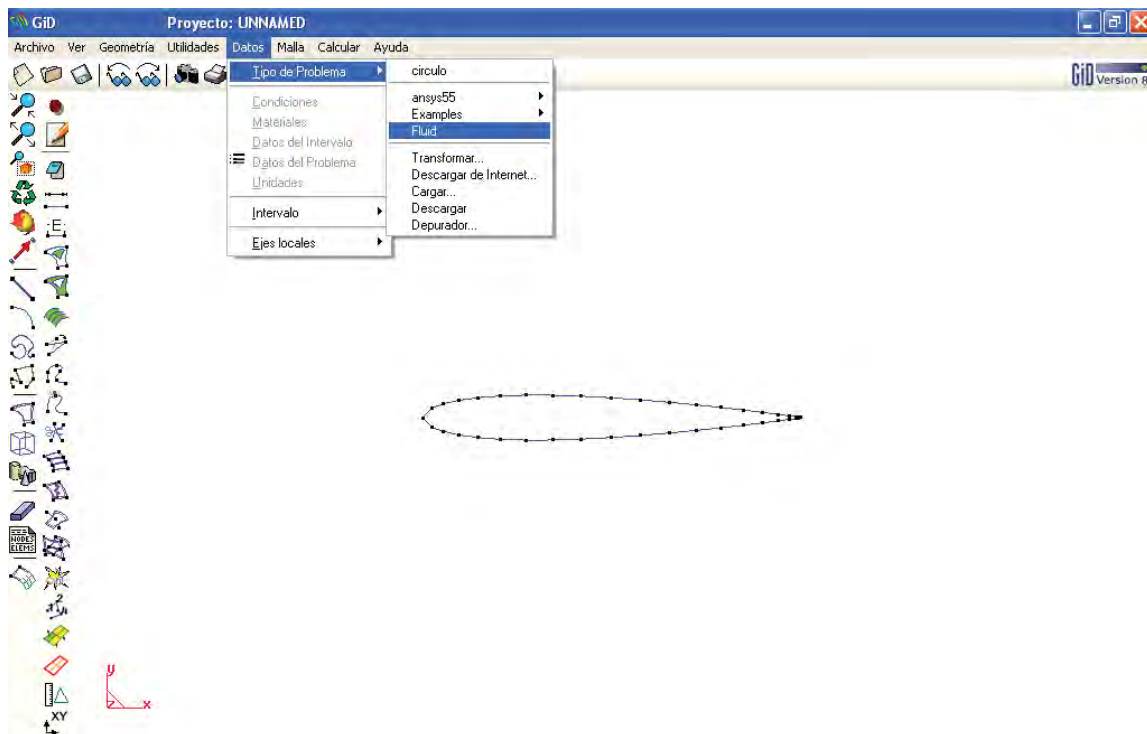 GiD Proyecto: UNNAMED
Archivo Ver Geometría Utilidades Datos Malla Calcular Ayuda
GiD Version 8
Tipo de Problema
Condiciones
Materiales
Datos del Intervalo
Datos del Problema
Unidades
Intervalo
Ejes locales
circulo
ansys55
Examples
Fluid
Transformar...
Descargar de Internet...
Cargar...
Descargar
Depurador...
E
NODES
ELEMS
XY
y
z x